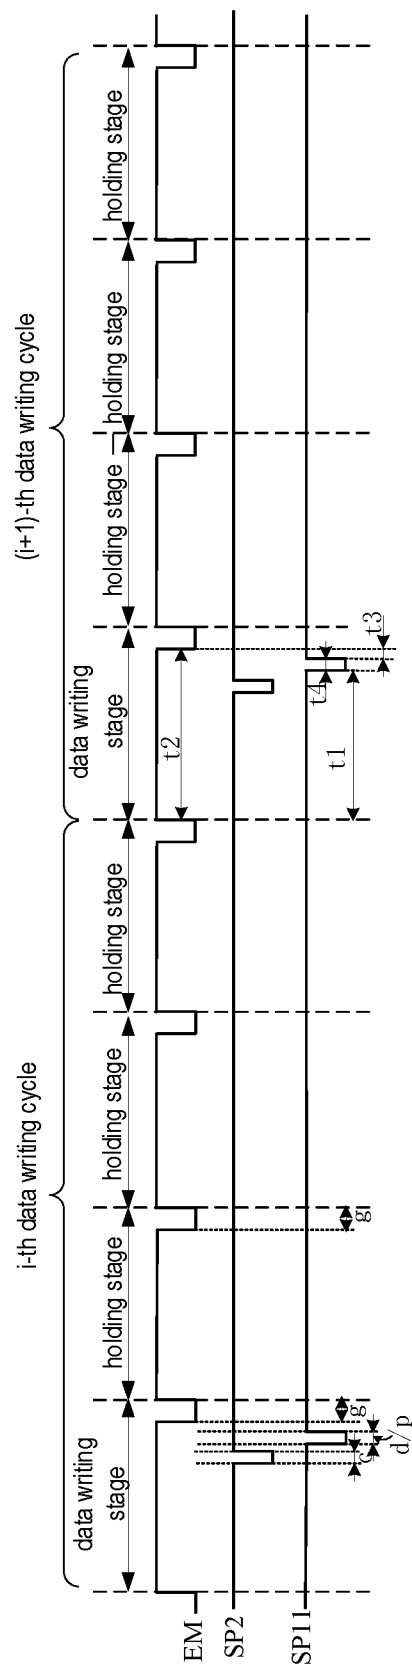 i-th data writing cycle
(i+1)-th data writing cycle
data writing
stage
holding stage
holding stage
holding stage
data writing
stage
holding stage
holding stage
holding stage
EM
t2
SP2
SP11
c
d/p
g
g
t1
t4
t3